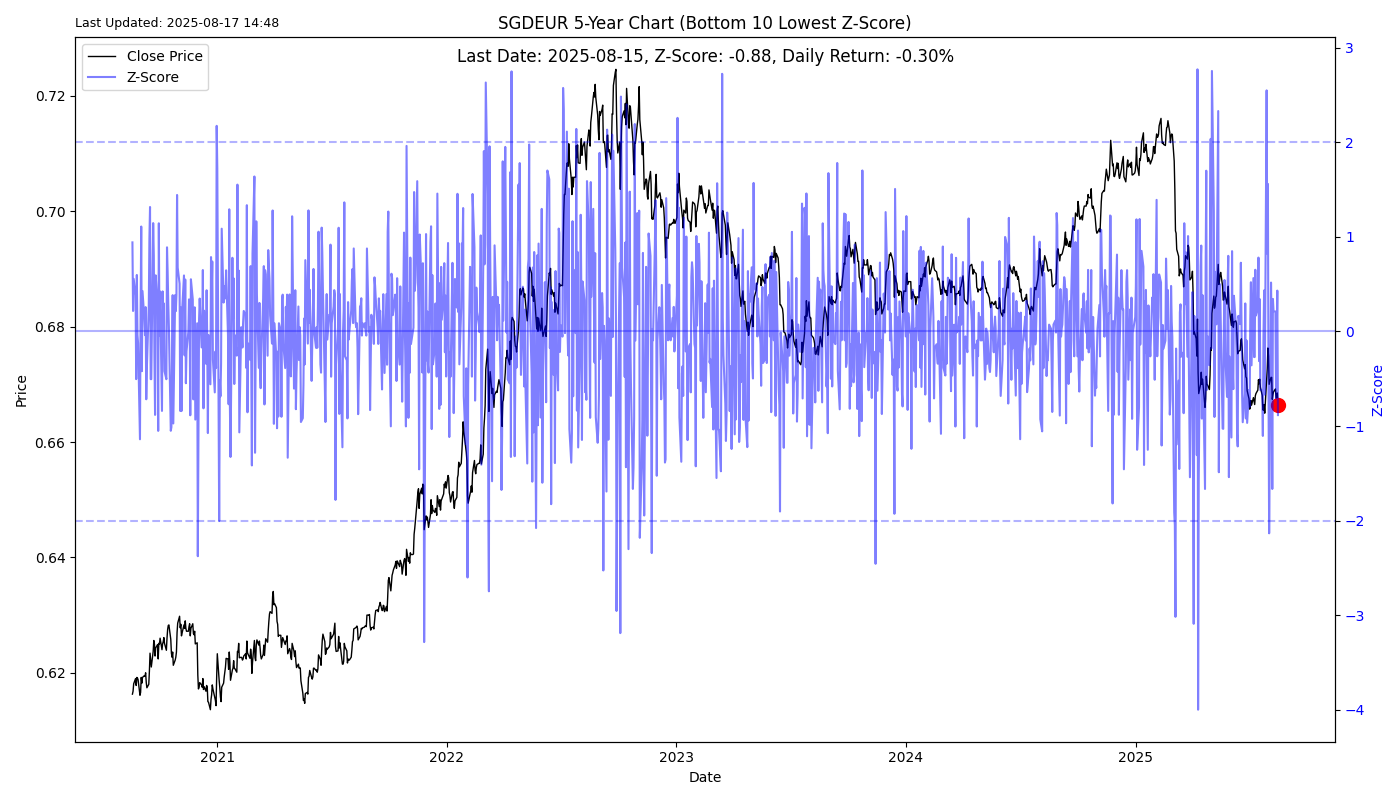 Last Updated: 2025-08-17 14:48
SGDEUR 5-Year Chart (Bottom 10 Lowest Z-Score)
Last Date: 2025-08-15, Z-Score: -0.88, Daily Return: -0.30%
Close Price
Z-Score
Price
0.72
0.70
0.68
0.66
0.64
0.62
3
2
1
0
−1
−2
−3
−4
Z-Score
2021 2022 2023 2024 2025
Date